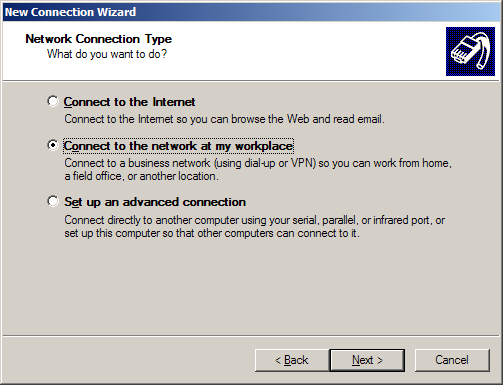 New Connection Wizard
Network Connection Type
What do you want to do?
Connect to the Internet
Connect to the Internet so you can browse the Web and read email.
Connect to the network at my workplace
Connect to a business network (using dial-up or VPN) so you can work from home,
a field office, or another location.
Set up an advanced connection
Connect directly to another computer using your serial, parallel, or infrared port, or
set up this computer so that other computers can connect to it.
< Back
Next >
Cancel